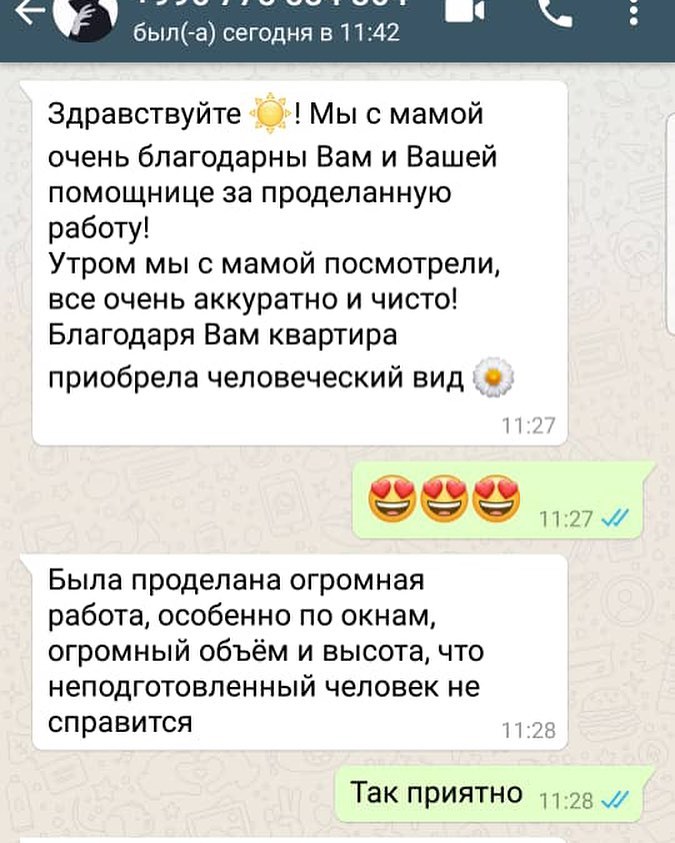 был(-а) сегодня в 11:42
Здравствуйте ☀️! Мы с мамой
очень благодарны Вам и Вашей
помощнице за проделанную
работу!
Утром мы с мамой посмотрели,
все очень аккуратно и чисто!
Благодаря Вам квартира
приобрела человеческий вид 🌼
11:27
😍😍😍 11:27
Была проделана огромная
работа, особенно по окнам,
огромный объём и высота, что
неподготовленный человек не
справится
11:28
Так приятно 11:28